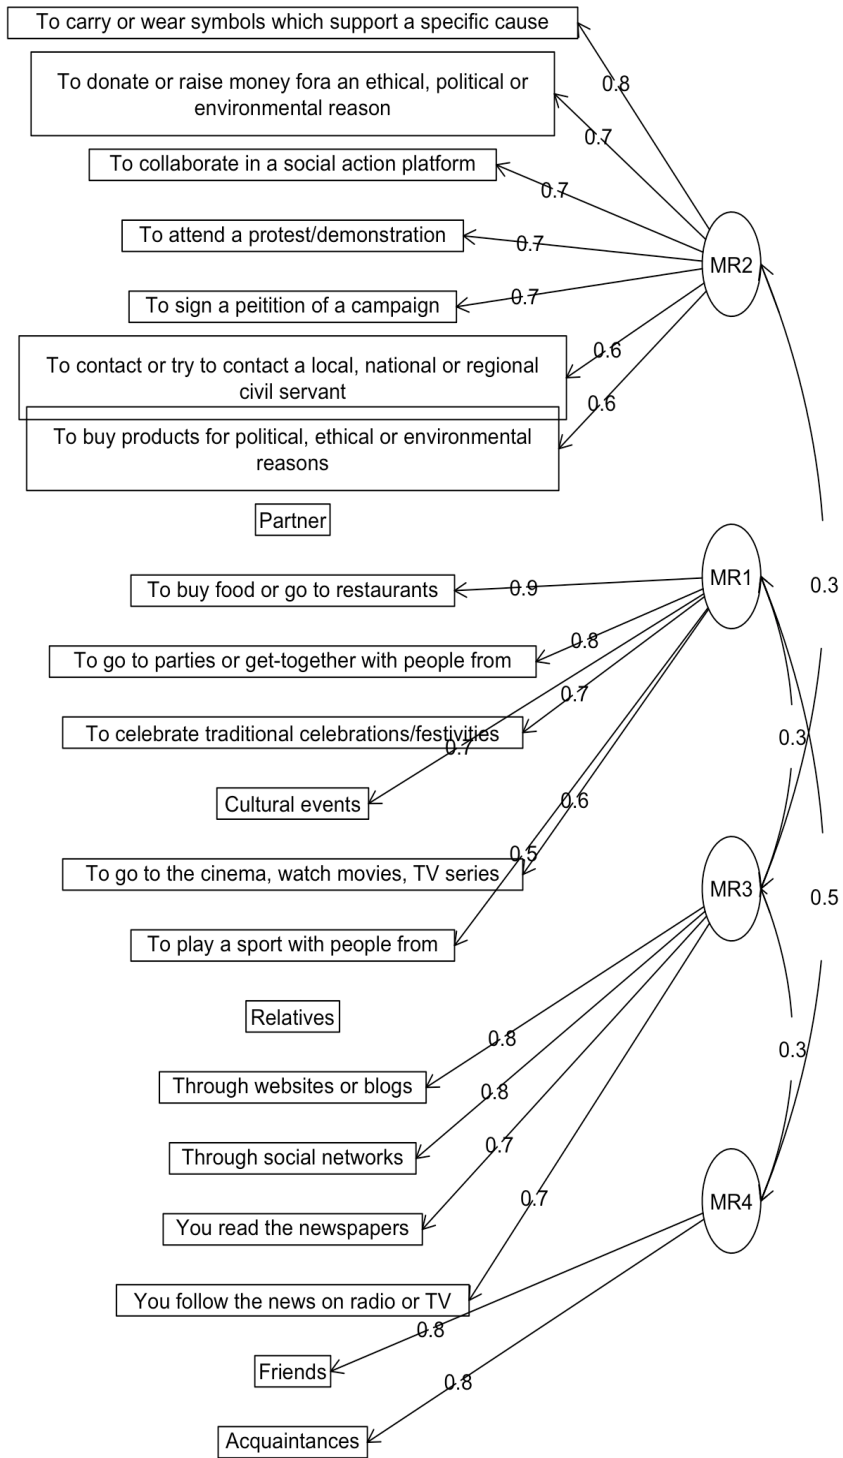 To carry or wear symbols which support a specific cause
0.8
To donate or raise money fora an ethical, political or
environmental reason
0.7
To collaborate in a social action platform
0.7
To attend a protest/demonstration
0.7
MR2
To sign a peitition of a campaign
0.7
To contact or try to contact a local, national or regional
civil servant
0.6
0.6
To buy products for political, ethical or environmental
reasons
Partner
MR1
To buy food or go to restaurants
0.9
0.3
To go to parties or get-together with people from
0.8
0.7
To celebrate traditional celebrations/festivities
0.7
0.3
Cultural events
0.6
0.5
To go to the cinema, watch movies, TV series
MR3
0.5
To play a sport with people from
Relatives
0.8
0.3
Through websites or blogs
0.8
Through social networks
0.7
You read the newspapers
0.7
MR4
You follow the news on radio or TV
0.8
Friends
0.8
Acquaintances